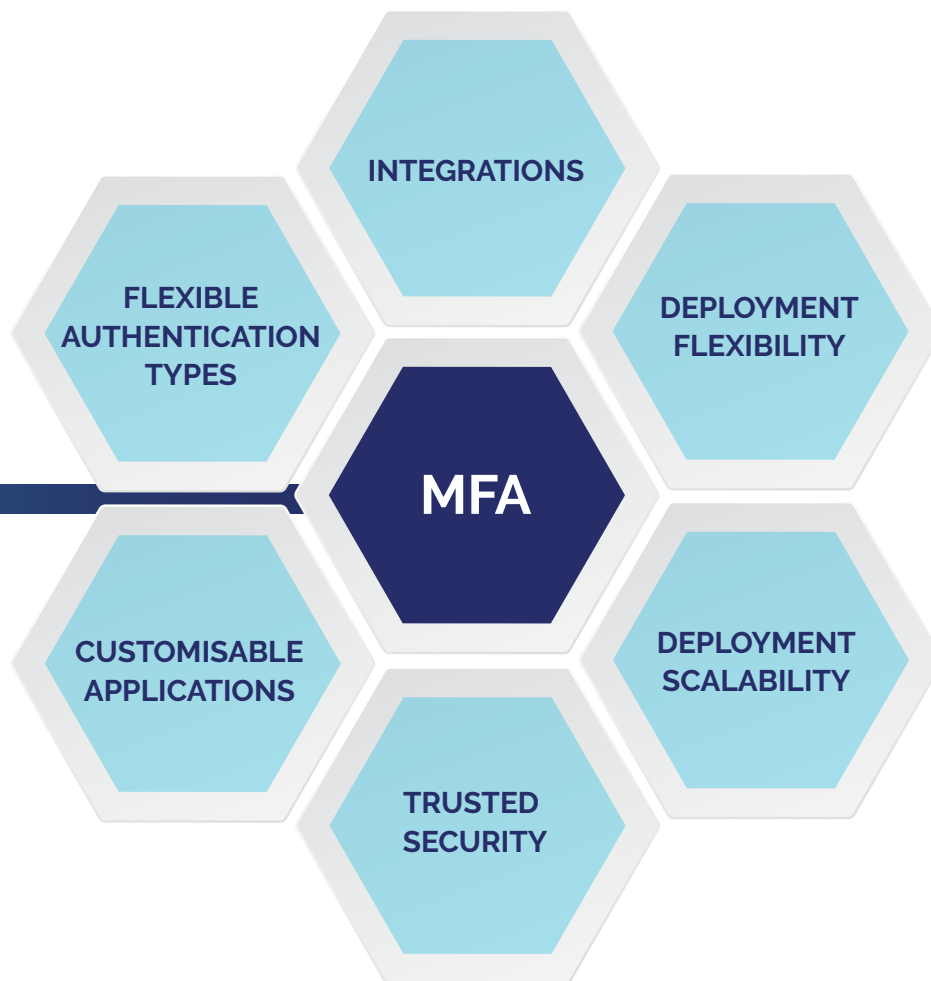 INTEGRATIONS
FLEXIBLE
AUTHENTICATION
TYPES
DEPLOYMENT
FLEXIBILITY
MFA
CUSTOMISABLE
APPLICATIONS
DEPLOYMENT
SCALABILITY
TRUSTED
SECURITY